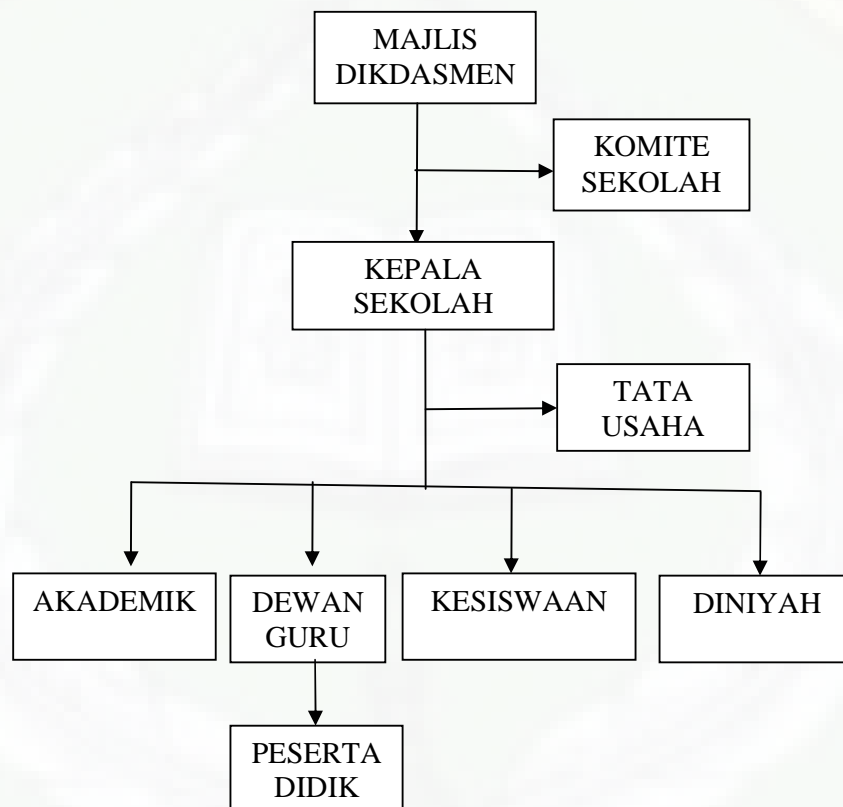 MAJLIS
DIKDASMEN
KOMITE
SEKOLAH
KEPALA
SEKOLAH
TATA
USAHA
AKADEMIK
DEWAN
GURU
KESISWAAN
DINIYAH
PESERTA
DIDIK